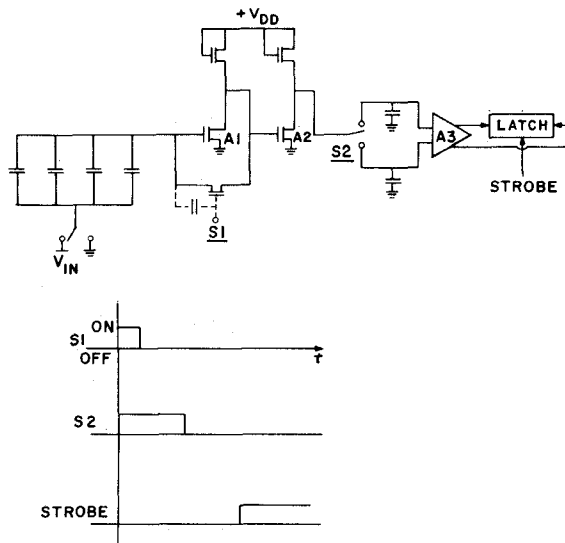 +VDD
A1
A2
A3
S2
LATCH
STROBE
S1
VIN
ON
S1
OFF
τ
S2
STROBE